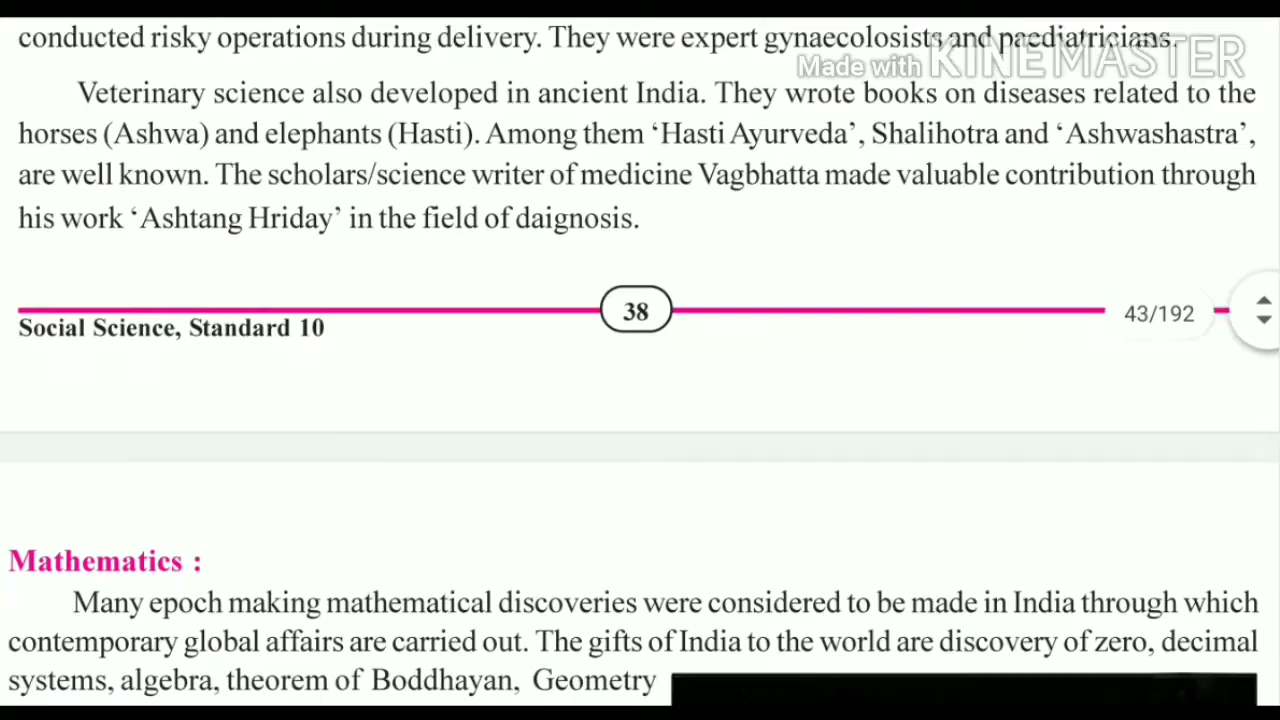 conducted risky operations during delivery. They were expert gynaecolosists and paediatricians.
Made with KINEMASTER
Veterinary science also developed in ancient India. They wrote books on diseases related to the
horses (Ashwa) and elephants (Hasti). Among them ‘Hasti Ayurveda’, Shalihotra and ‘Ashwashastra’,
are well known. The scholars/science writer of medicine Vagbhatta made valuable contribution through
his work ‘Ashtang Hriday’ in the field of daignosis.
38
43/192
Social Science, Standard 10
Mathematics :
Many epoch making mathematical discoveries were considered to be made in India through which
contemporary global affairs are carried out. The gifts of India to the world are discovery of zero, decimal
systems, algebra, theorem of Boddhayan, Geometry